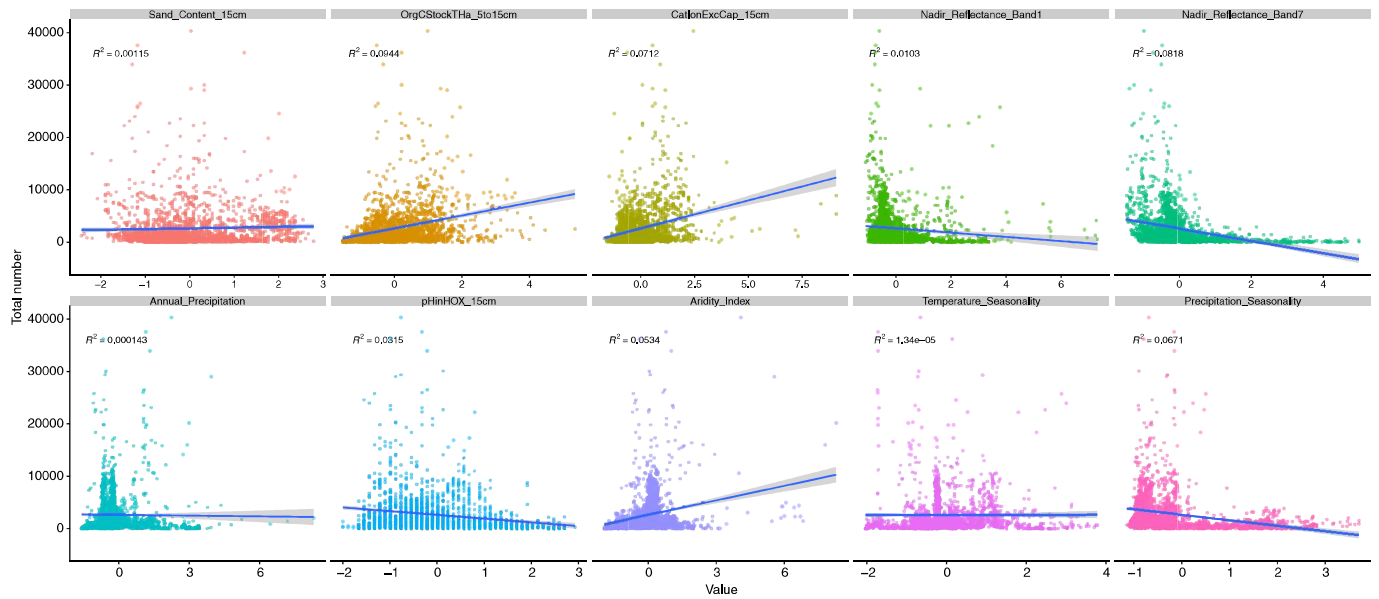 Sand_Content_15cm OrgCStockTHa_5to15cm CationExcCap_15cm Nadir_Reflectance_Band1 Nadir_Reflectance_Band7
R² = 0.00115 R² = 0.0944 R² = 0.0712 R² = 0.0103 R² = 0.0818
40000
30000
20000
10000
0
−2 −1 0 1 2 3 0 2 4 0.0 2.5 5.0 7.5 0 2 4 6 0 2 4
Annual_Precipitation pHinHOX_15cm Aridity_Index Temperature_Seasonality Precipitation_Seasonality
R² = 0.000143 R² = 0.0315 R² = 0.0534 R² = 1.34e−05 R² = 0.0671
40000
30000
20000
10000
0
0 3 6 −2 −1 0 1 2 3 0 3 6 −2 0 2 4 −1 0 1 2 3
Total number
Value